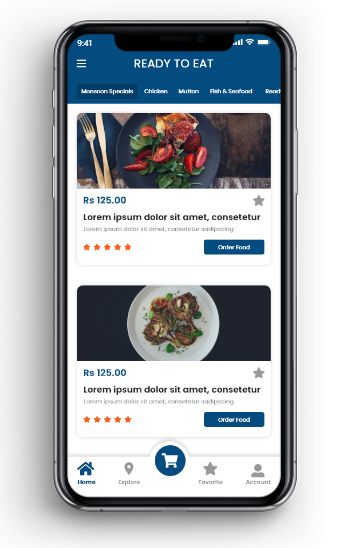 9:41
READY TO EAT
Monsoon Specials Chicken Mutton Fish & Seafood Ready
Rs 125.00
Lorem ipsum dolor sit amet, consetetur
Lorem ipsum dolor sit amet, consetetur sadipscing
Order Food
Rs 125.00
Lorem ipsum dolor sit amet, consetetur
Lorem ipsum dolor sit amet, consetetur sadipscing
Order Food
Home Explore Favorite Account